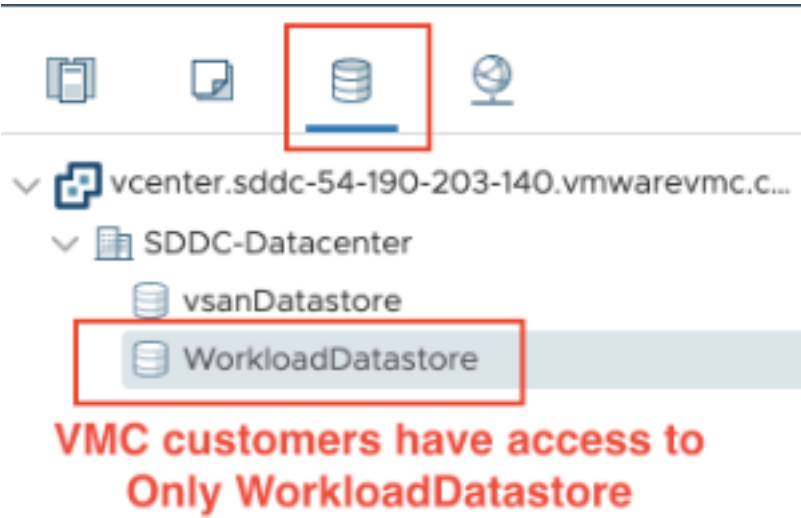 vcenter.sddc-54-190-203-140.vmwarevmc.c...
SDDC-Datacenter
vsanDatastore
WorkloadDatastore
VMC customers have access to
Only WorkloadDatastore